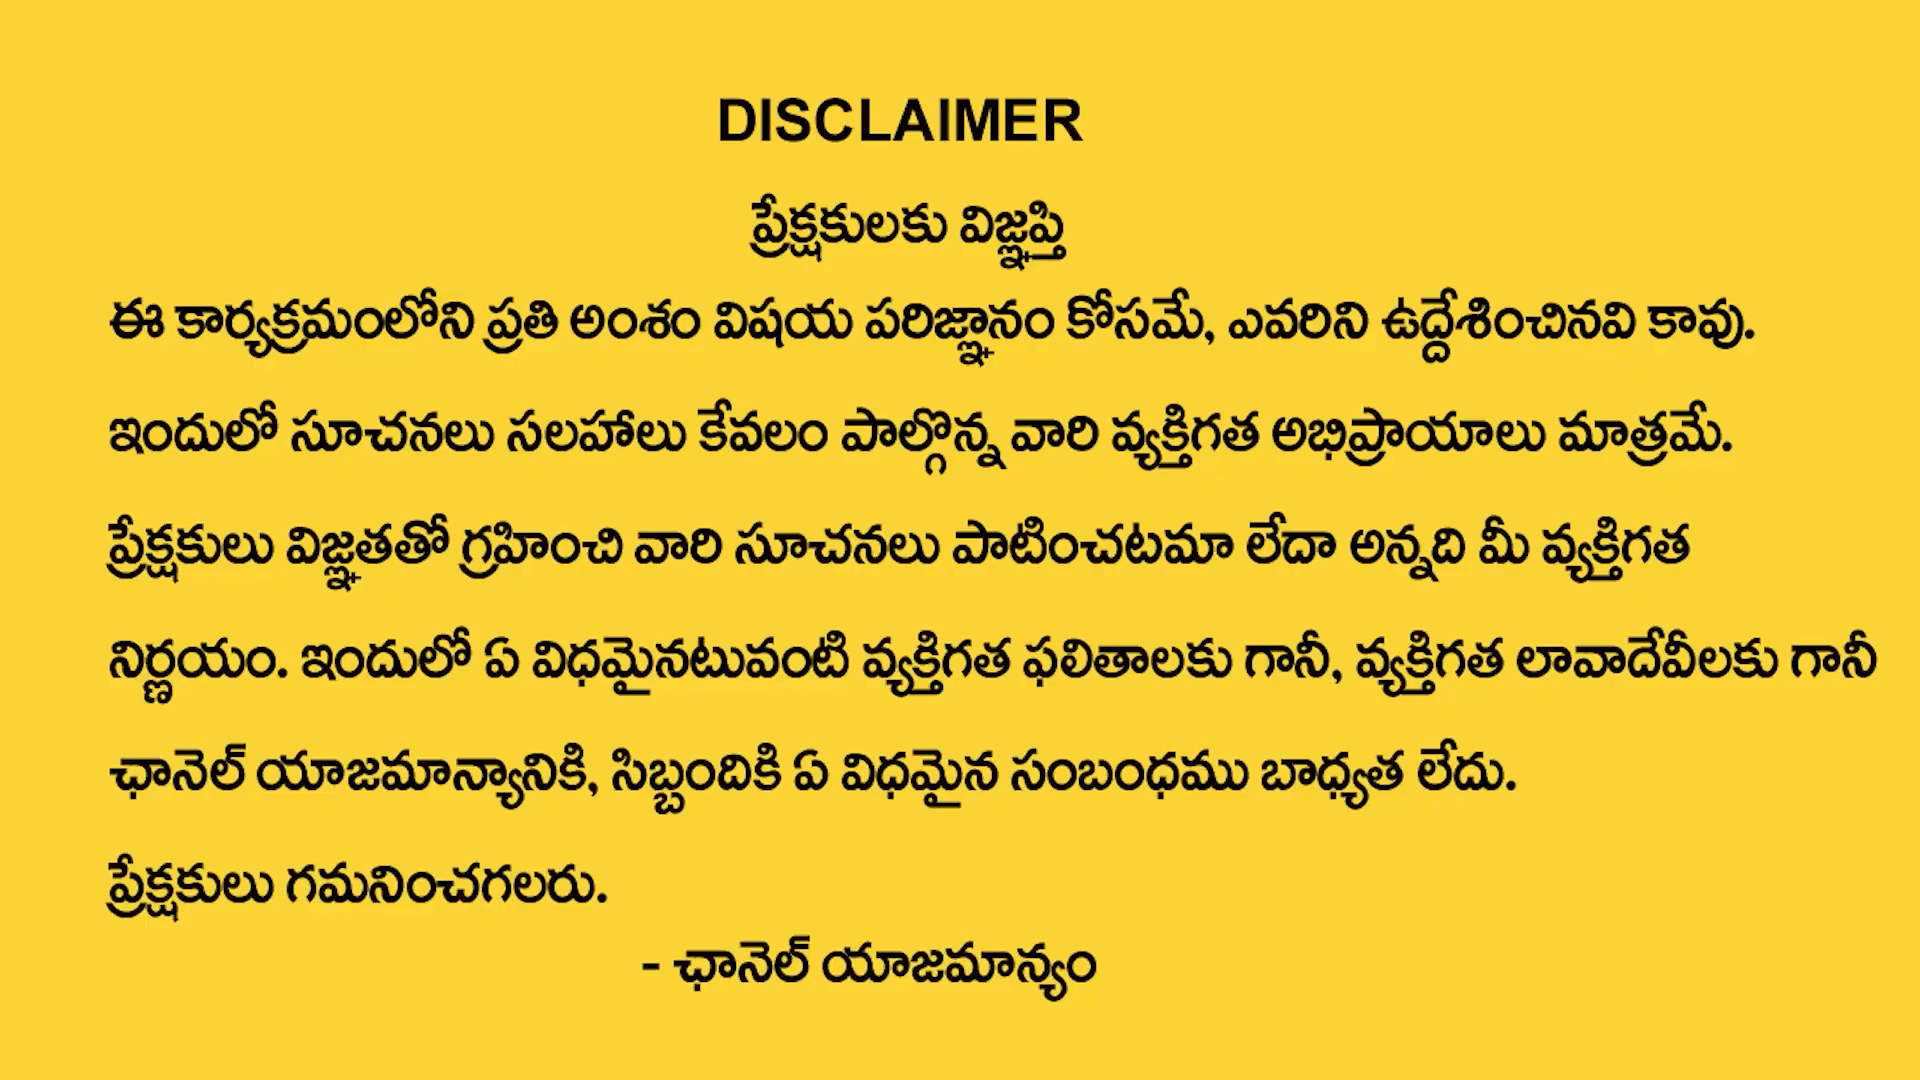 DISCLAIMER
ప్రేక్షకులకు విజ్ఞప్తి
ఈ కార్యక్రమంలోని ప్రతి అంశం విషయ పరిజ్ఞానం కోసమే, ఎవరిని ఉద్దేశించినవి కావు.
ఇందులో సూచనలు సలహాలు కేవలం పాల్గొన్న వారి వ్యక్తిగత అభిప్రాయాలు మాత్రమే.
ప్రేక్షకులు విజ్ఞతతో గ్రహించి వారి సూచనలు పాటించటమా లేదా అన్నది మీ వ్యక్తిగత
నిర్ణయం. ఇందులో ఏ విధమైనటువంటి వ్యక్తిగత ఫలితాలకు గానీ, వ్యక్తిగత లావాదేవీలకు గానీ
ఛానెల్ యాజమాన్యానికి, సిబ్బందికి ఏ విధమైన సంబంధము బాధ్యత లేదు.
ప్రేక్షకులు గమనించగలరు.
- ఛానెల్ యాజమాన్యం